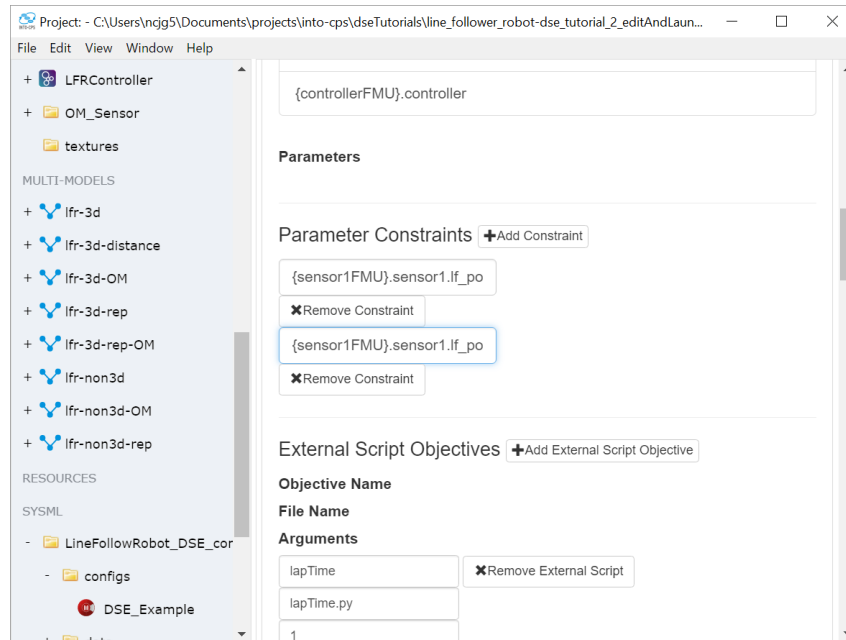 Project: - C:\Users\ncjg5\Documents\projects\into-cps\dseTutorials\line_follower_robot-dse_tutorial_2_editAndLaun...
File Edit View Window Help
+ LFRController
+ OM_Sensor
textures
MULTI-MODELS
+ lfr-3d
+ lfr-3d-distance
+ lfr-3d-OM
+ lfr-3d-rep
+ lfr-3d-rep-OM
+ lfr-non3d
+ lfr-non3d-OM
+ lfr-non3d-rep
RESOURCES
SYSML
- LineFollowRobot_DSE_cor
- configs
DSE_Example
{controllerFMU}.controller
Parameters
Parameter Constraints +Add Constraint
{sensor1FMU}.sensor1.lf_po
Remove Constraint
{sensor1FMU}.sensor1.lf_po
Remove Constraint
External Script Objectives +Add External Script Objective
Objective Name
File Name
Arguments
lapTime Remove External Script
lapTime.py
1